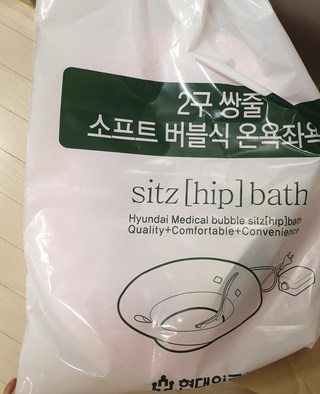 2구 쌍줄
소프트 버블식 온욕좌욕
sitz[hip]bath
Hyundai Medical bubble sitz[hip]bath
Quality+Comfortable+Convenience